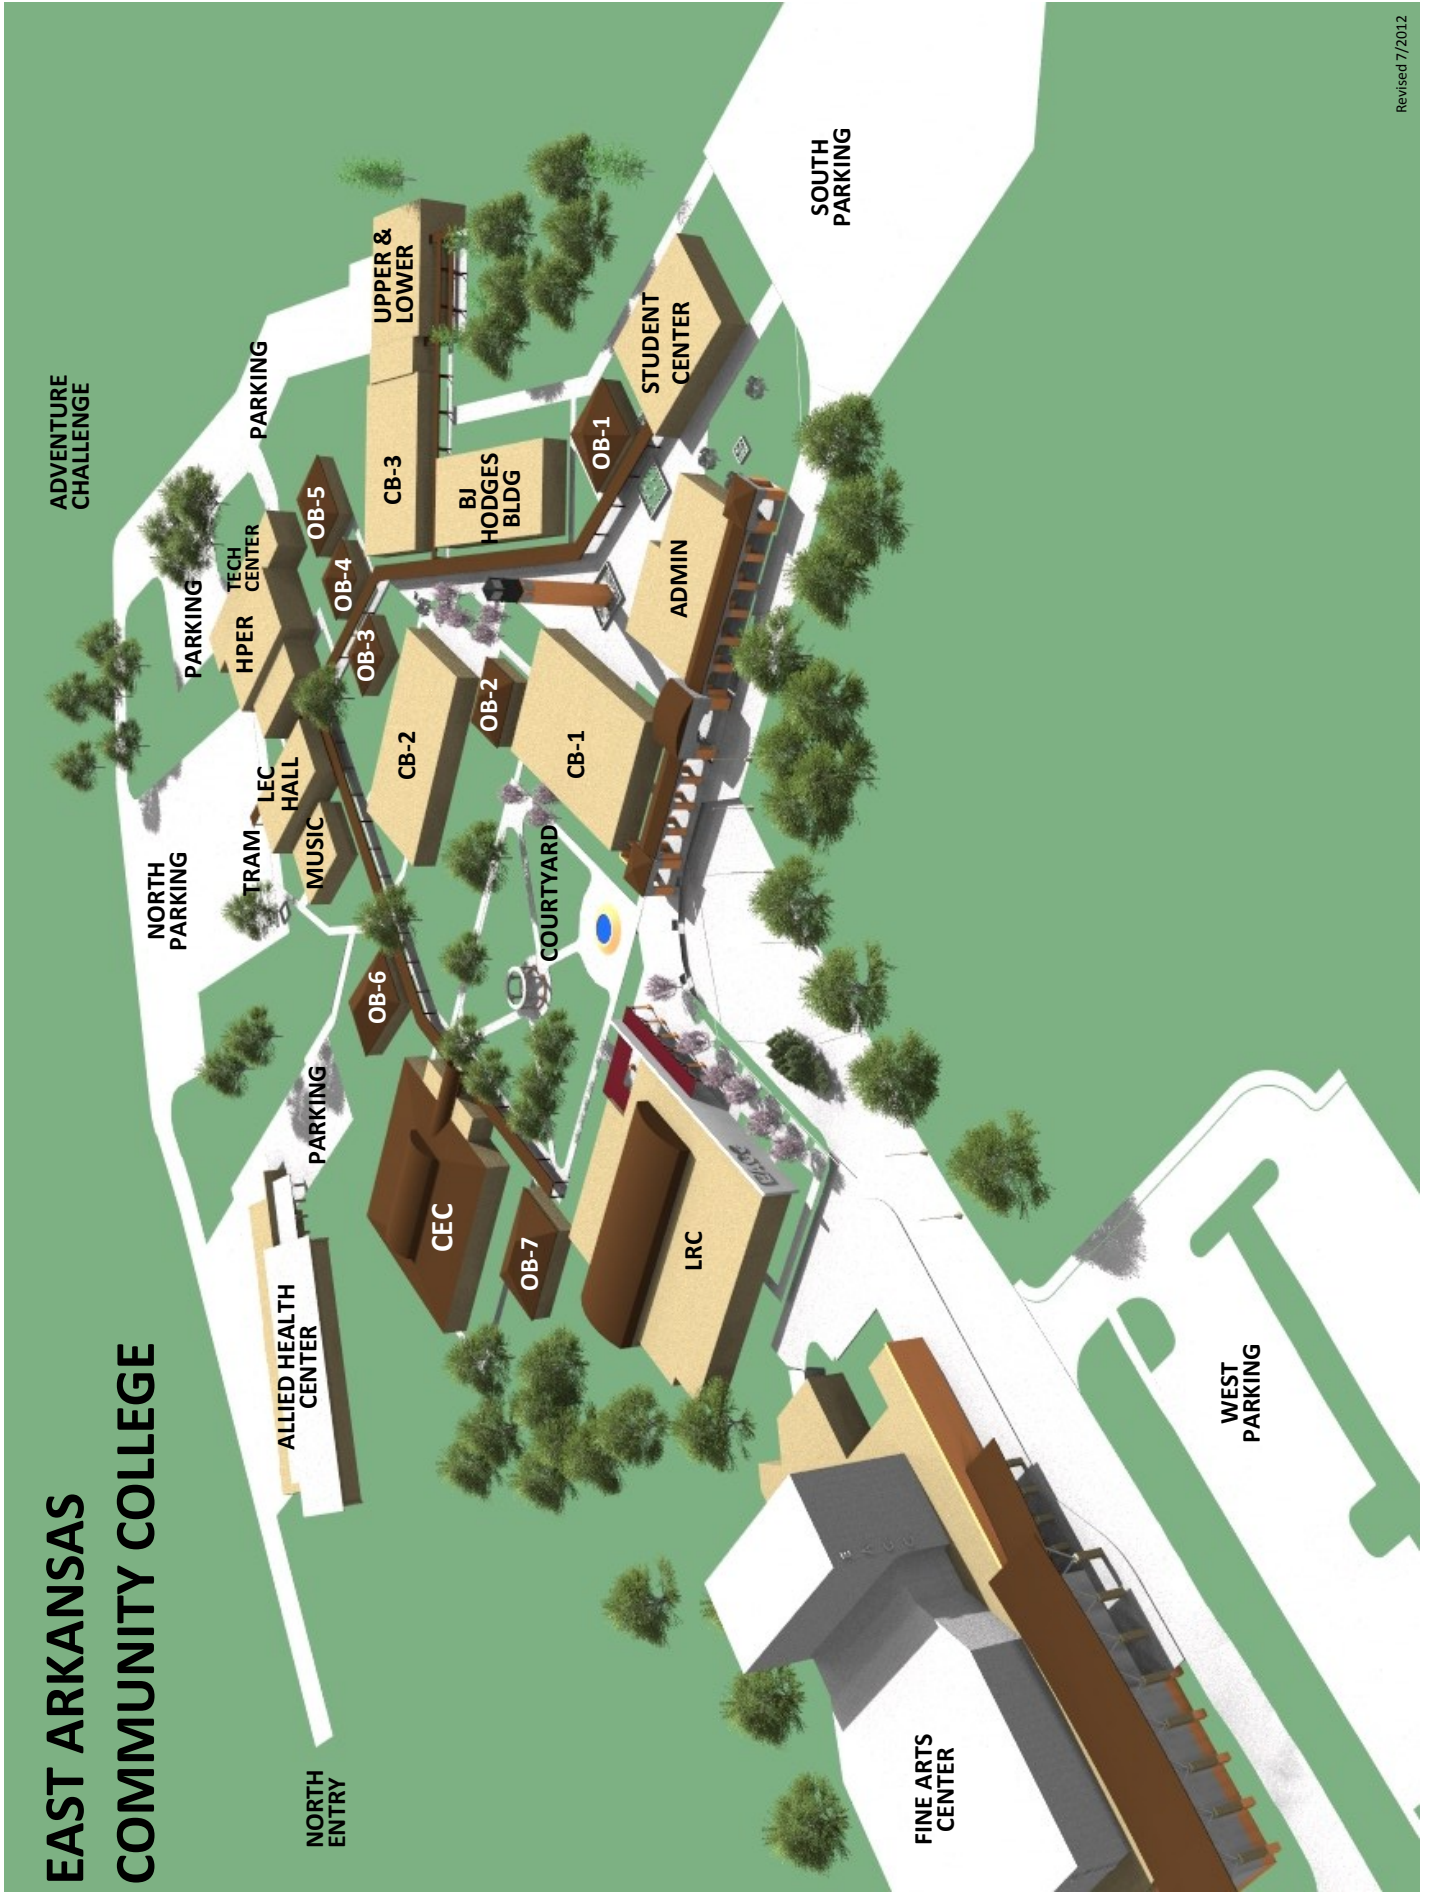 EAST ARKANSAS
COMMUNITY COLLEGE
ADVENTURE
CHALLENGE
NORTH
PARKING
PARKING
PARKING
TRAM
LEC
HALL
HPER
TECH
CENTER
ALLIED HEALTH
CENTER
NORTH
ENTRY
PARKING
MUSIC
OB-5
OB-4
OB-3
OB-6
UPPER &
LOWER
CB-3
CB-2
CEC
BJ
HODGES
BLDG
OB-2
OB-7
COURTYARD
CB-1
OB-1
STUDENT
CENTER
ADMIN
LRC
SOUTH
PARKING
FINE ARTS
CENTER
WEST
PARKING
Revised 7/2012